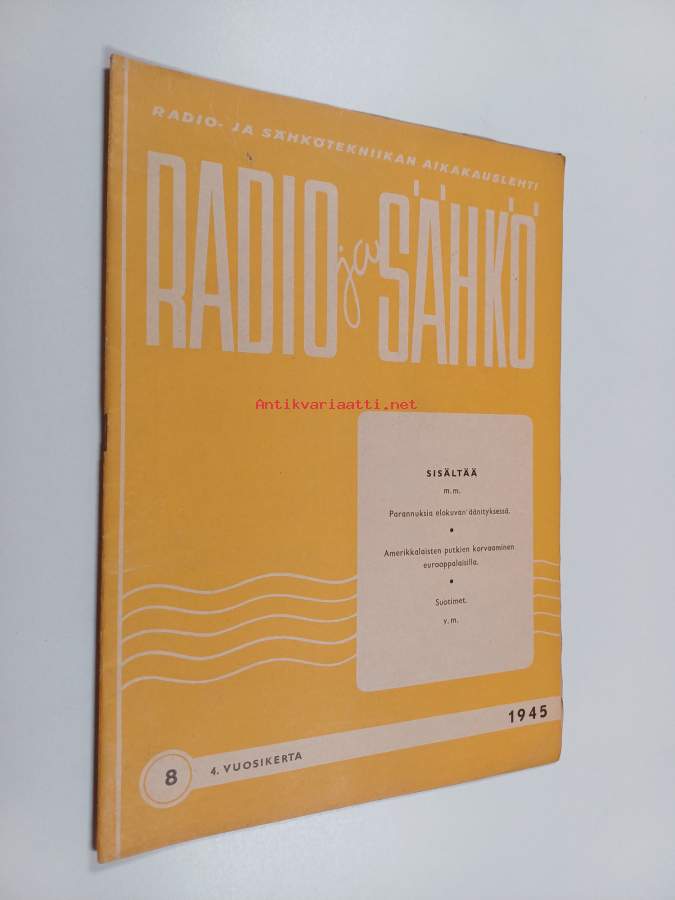 RADIO- JA SÄHKÖTEKNIIKAN AIKAKAUSLEHTI
RADIO ja SÄHKÖ
Antikvariaatti.net
SISÄLTÄÄ
m.m.
Parannuksia elokuvan äänityksessä.
•
Amerikkalaisten putkien korvaaminen
eurooppalaisilla.
•
Suotimet.
v.m.
1945
8 4. VUOSIKERTA